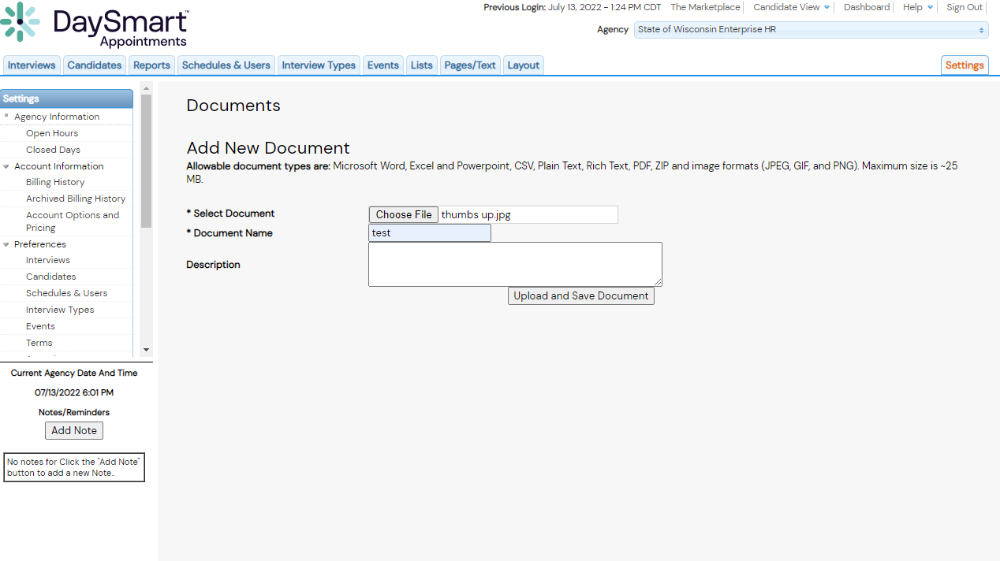 DaySmart™
Appointments
Previous Login: July 13, 2022 - 1:24 PM CDT The Marketplace Candidate View Dashboard Help Sign Out
Agency State of Wisconsin Enterprise HR
Interviews Candidates Reports Schedules & Users Interview Types Events Lists Pages/Text Layout Settings
Settings
Agency Information
Open Hours
Closed Days
Account Information
Billing History
Archived Billing History
Account Options and
Pricing
Preferences
Interviews
Candidates
Schedules & Users
Interview Types
Events
Terms
Current Agency Date And Time
07/13/2022 6:01 PM
Notes/Reminders
Add Note
No notes for Click the "Add Note"
button to add a new Note..
Documents
Add New Document
Allowable document types are: Microsoft Word, Excel and Powerpoint, CSV, Plain Text, Rich Text, PDF, ZIP and image formats (JPEG, GIF, and PNG). Maximum size is ~25
MB.
* Select Document Choose File thumbs up.jpg
* Document Name test
Description
Upload and Save Document